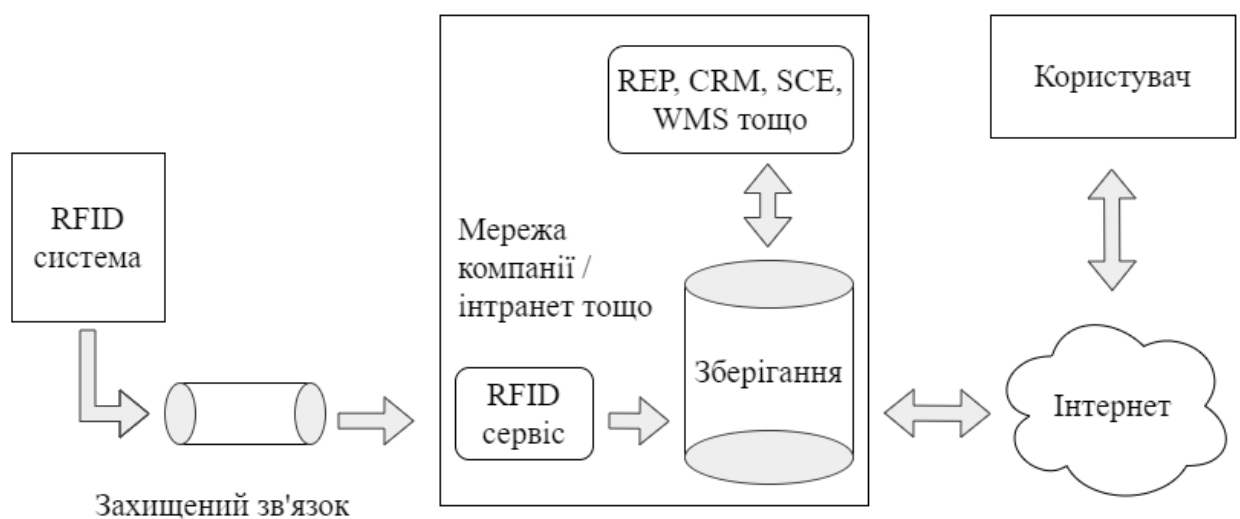 REP, CRM, SCE,
WMS тощо
Користувач
RFID
система
Мережа
компанії /
інтранет тощо
Зберігання
RFID
сервіс
Інтернет
Захищений зв'язок